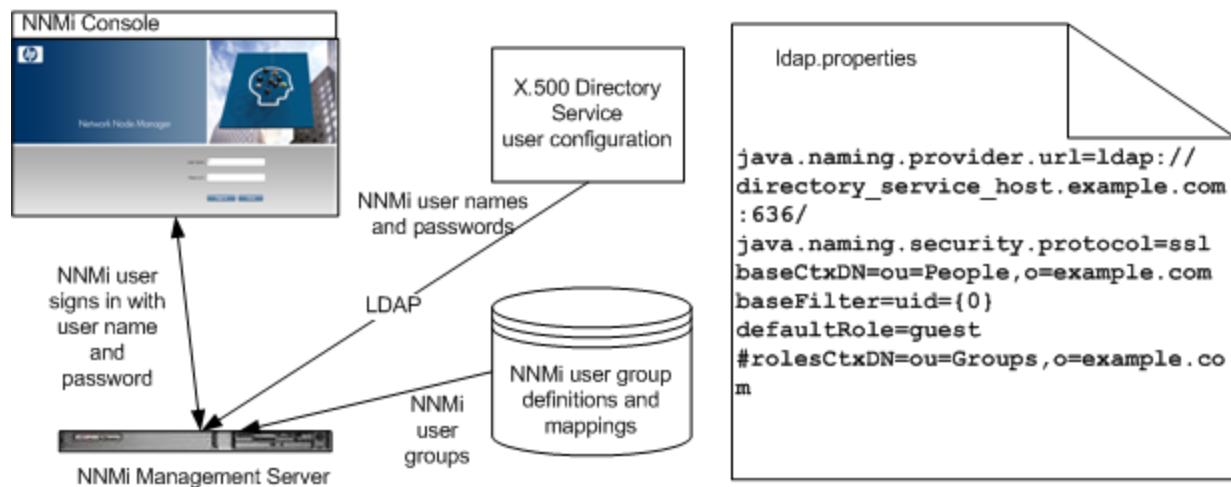 NNMi Console
hp
Network Node Manager
X.500 Directory
Service
user configuration
NNMi user names
and passwords
NNMi user
signs in with
user name
and
password
LDAP
NNMi
user
groups
NNMi user group
definitions and
mappings
NNMi Management Server
ldap.properties
java.naming.provider.url=ldap://
directory_service_host.example.com
:636/
java.naming.security.protocol=ssl
baseCtxDN=ou=People,o=example.com
baseFilter=uid={0}
defaultRole=guest
#rolesCtxDN=ou=Groups,o=example.co
m